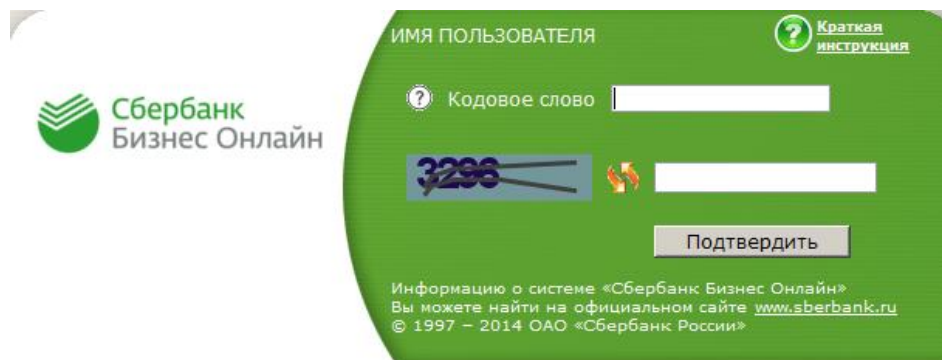 ИМЯ ПОЛЬЗОВАТЕЛЯ
Краткая
инструкция
Сбербанк
Бизнес Онлайн
? Кодовое слово
Подтвердить
Информацию о системе «Сбербанк Бизнес Онлайн»
Вы можете найти на официальном сайте www.sberbank.ru
© 1997 – 2014 ОАО «Сбербанк России»